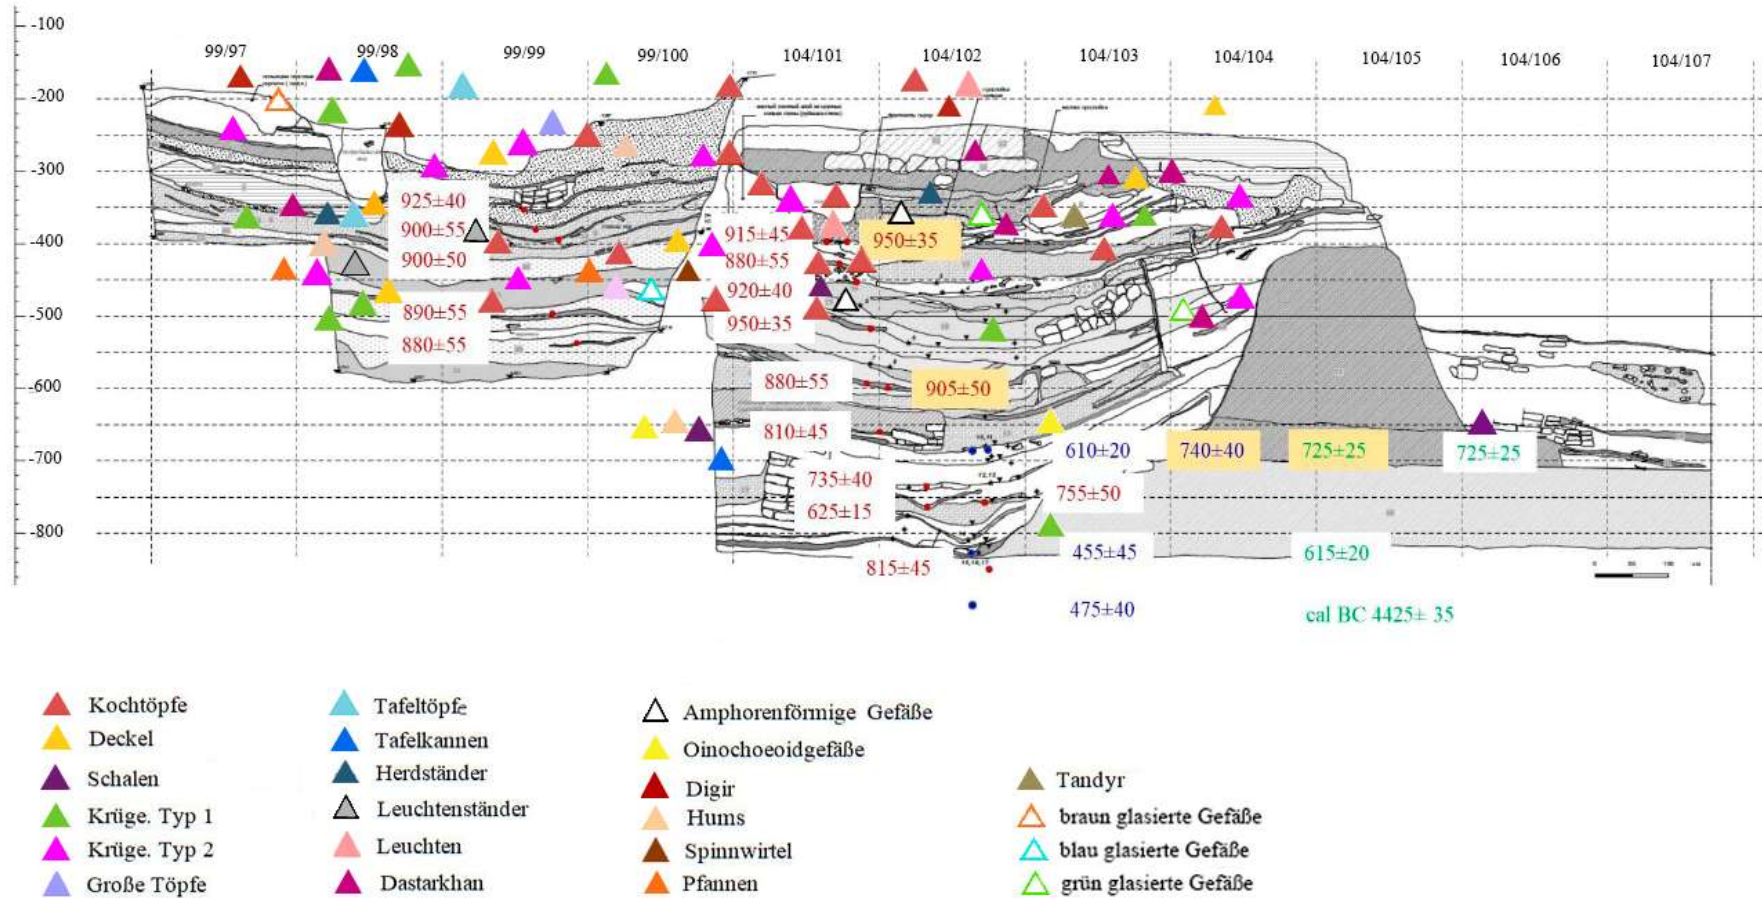 -100
99/97
99/98
99/99
99/100
104/101
104/102
104/103
104/104
104/105
104/106
104/107
-200
-300
925±40
900±55
915±45
950±35
-400
900±50
880±55
920±40
890±55
950±35
-500
880±55
880±55
905±50
-600
810±45
610±20
740±40
725±25
725±25
-700
735±40
755±50
625±15
-800
455±45
615±20
815±45
475±40
cal BC 4425± 35
Kochtöpfe
Deckel
Schalen
Krüge. Typ 1
Krüge. Typ 2
Große Töpfe
Tafeltöpfe
Tafelkannen
Herdständer
Leuchtenständer
Leuchten
Dastarkhan
Amphorenförmige Gefäße
Oinochoeoidgefäße
Digir
Hums
Spinnwirtel
Pfannen
Tandyr
braun glasierte Gefäße
blau glasierte Gefäße
grün glasierte Gefäße